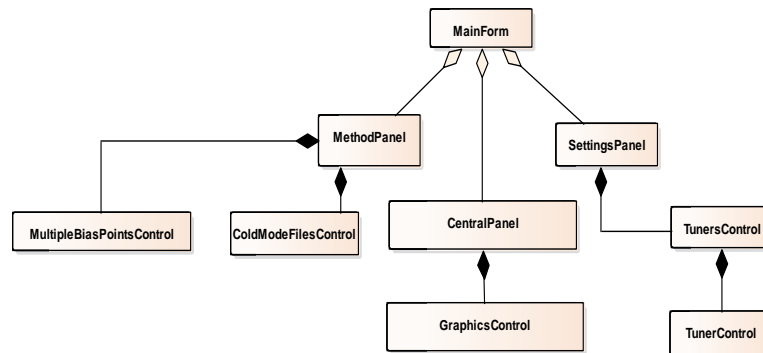 MainForm
MethodPanel
SettingsPanel
MultipleBiasPointsControl
ColdModeFilesControl
CentralPanel
TunersControl
GraphicsControl
TunerControl